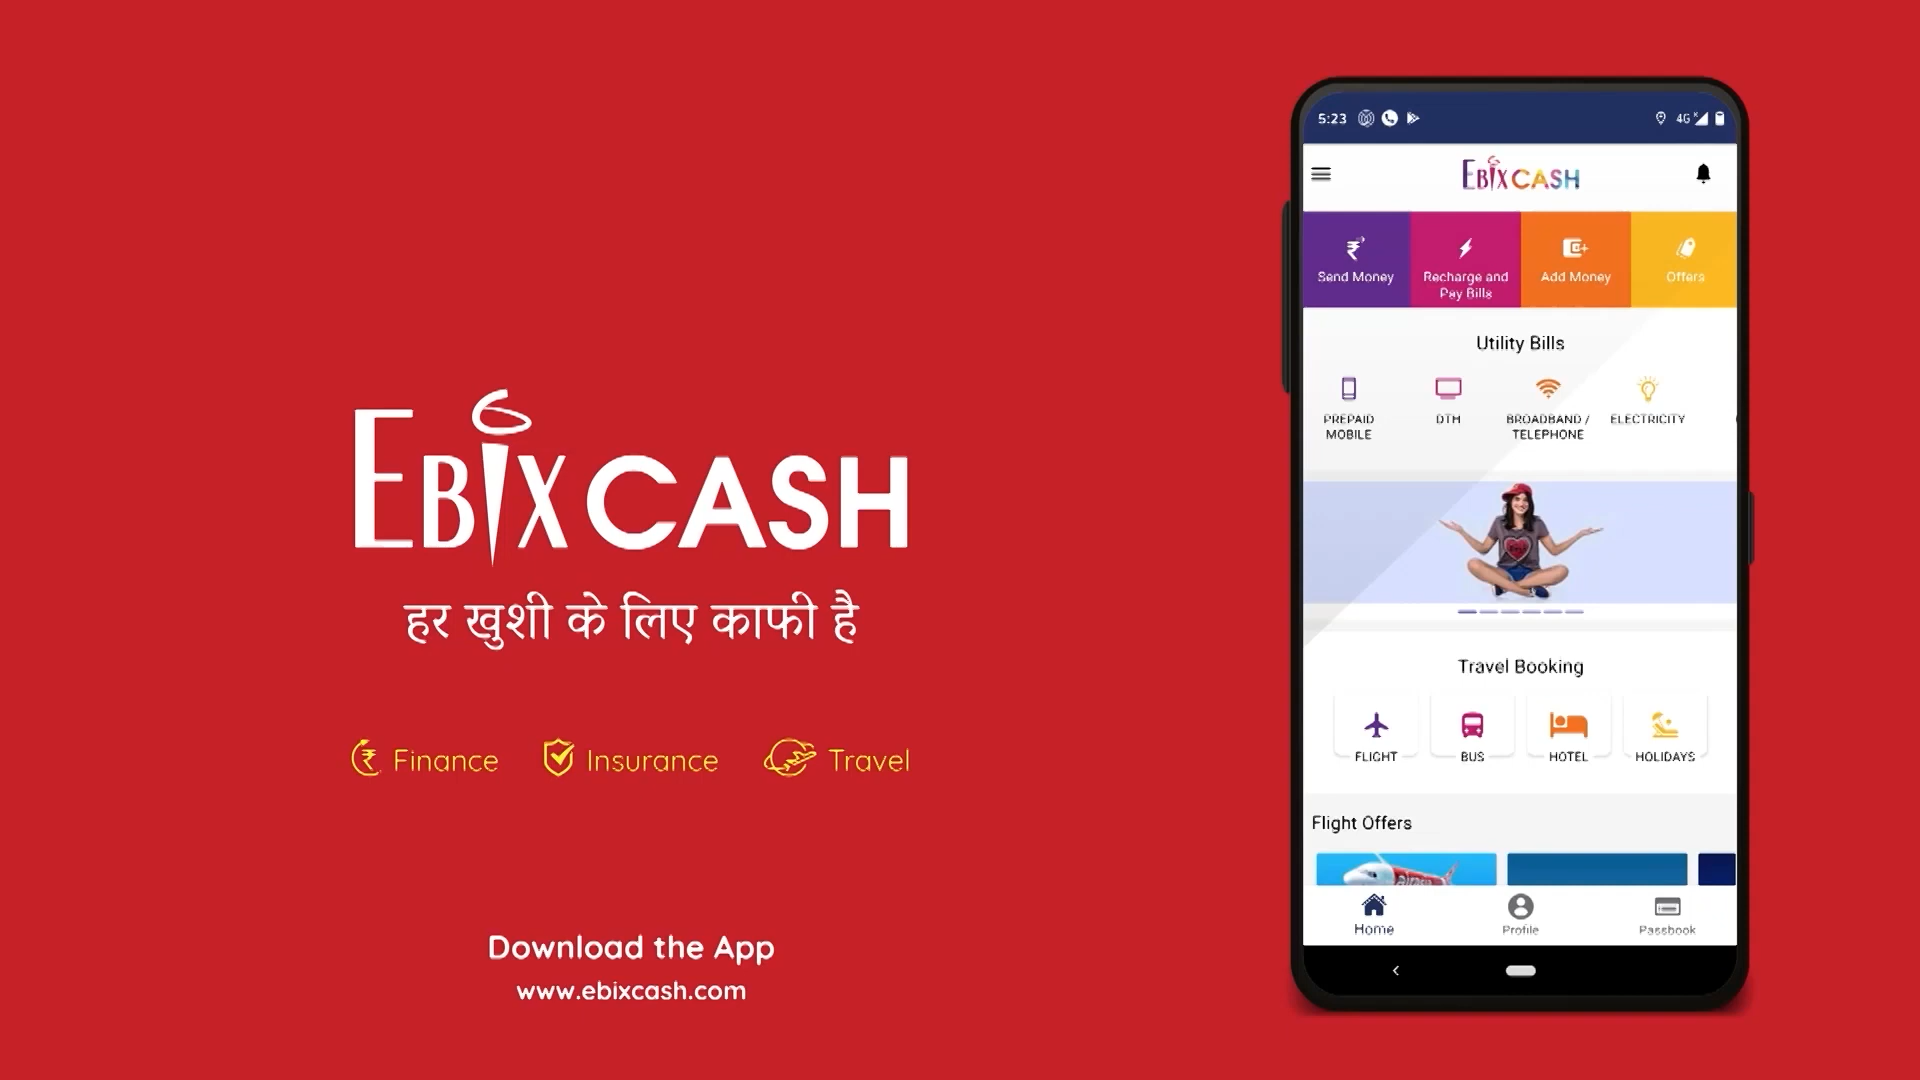 EBIXCASH
हर खुशी के लिए काफी है
Finance Insurance Travel
Download the App
www.ebixcash.com
5:23 4G
EBIXCASH
Send Money
Recharge and
Pay Bills
Add Money
Offers
Utility Bills
PREPAID
MOBILE
DTH
BROADBAND /
TELEPHONE
ELECTRICITY
Travel Booking
FLIGHT BUS HOTEL HOLIDAYS
Flight Offers
Home Profile Passbook